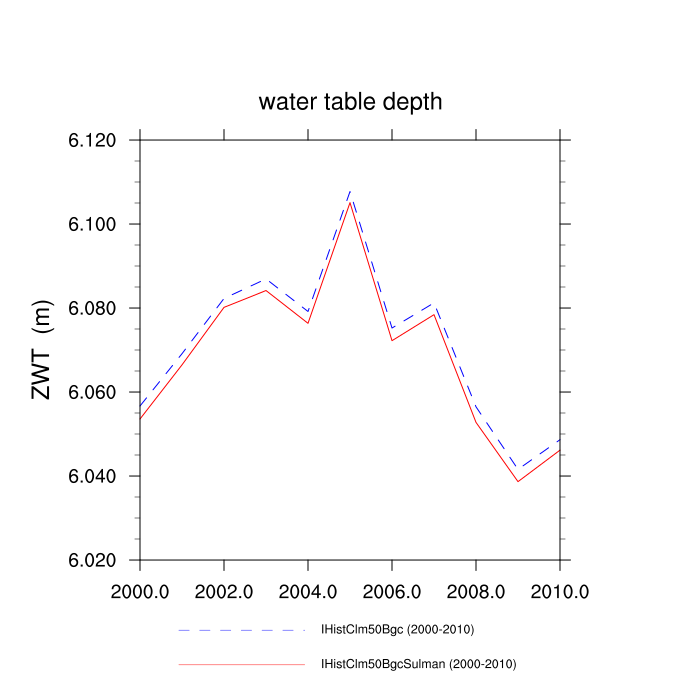 water table depth
6.120
6.100
6.080
6.060
6.040
6.020
ZWT (m)
2000.0 2002.0 2004.0 2006.0 2008.0 2010.0
IHistClm50Bgc (2000-2010)
IHistClm50BgcSulman (2000-2010)